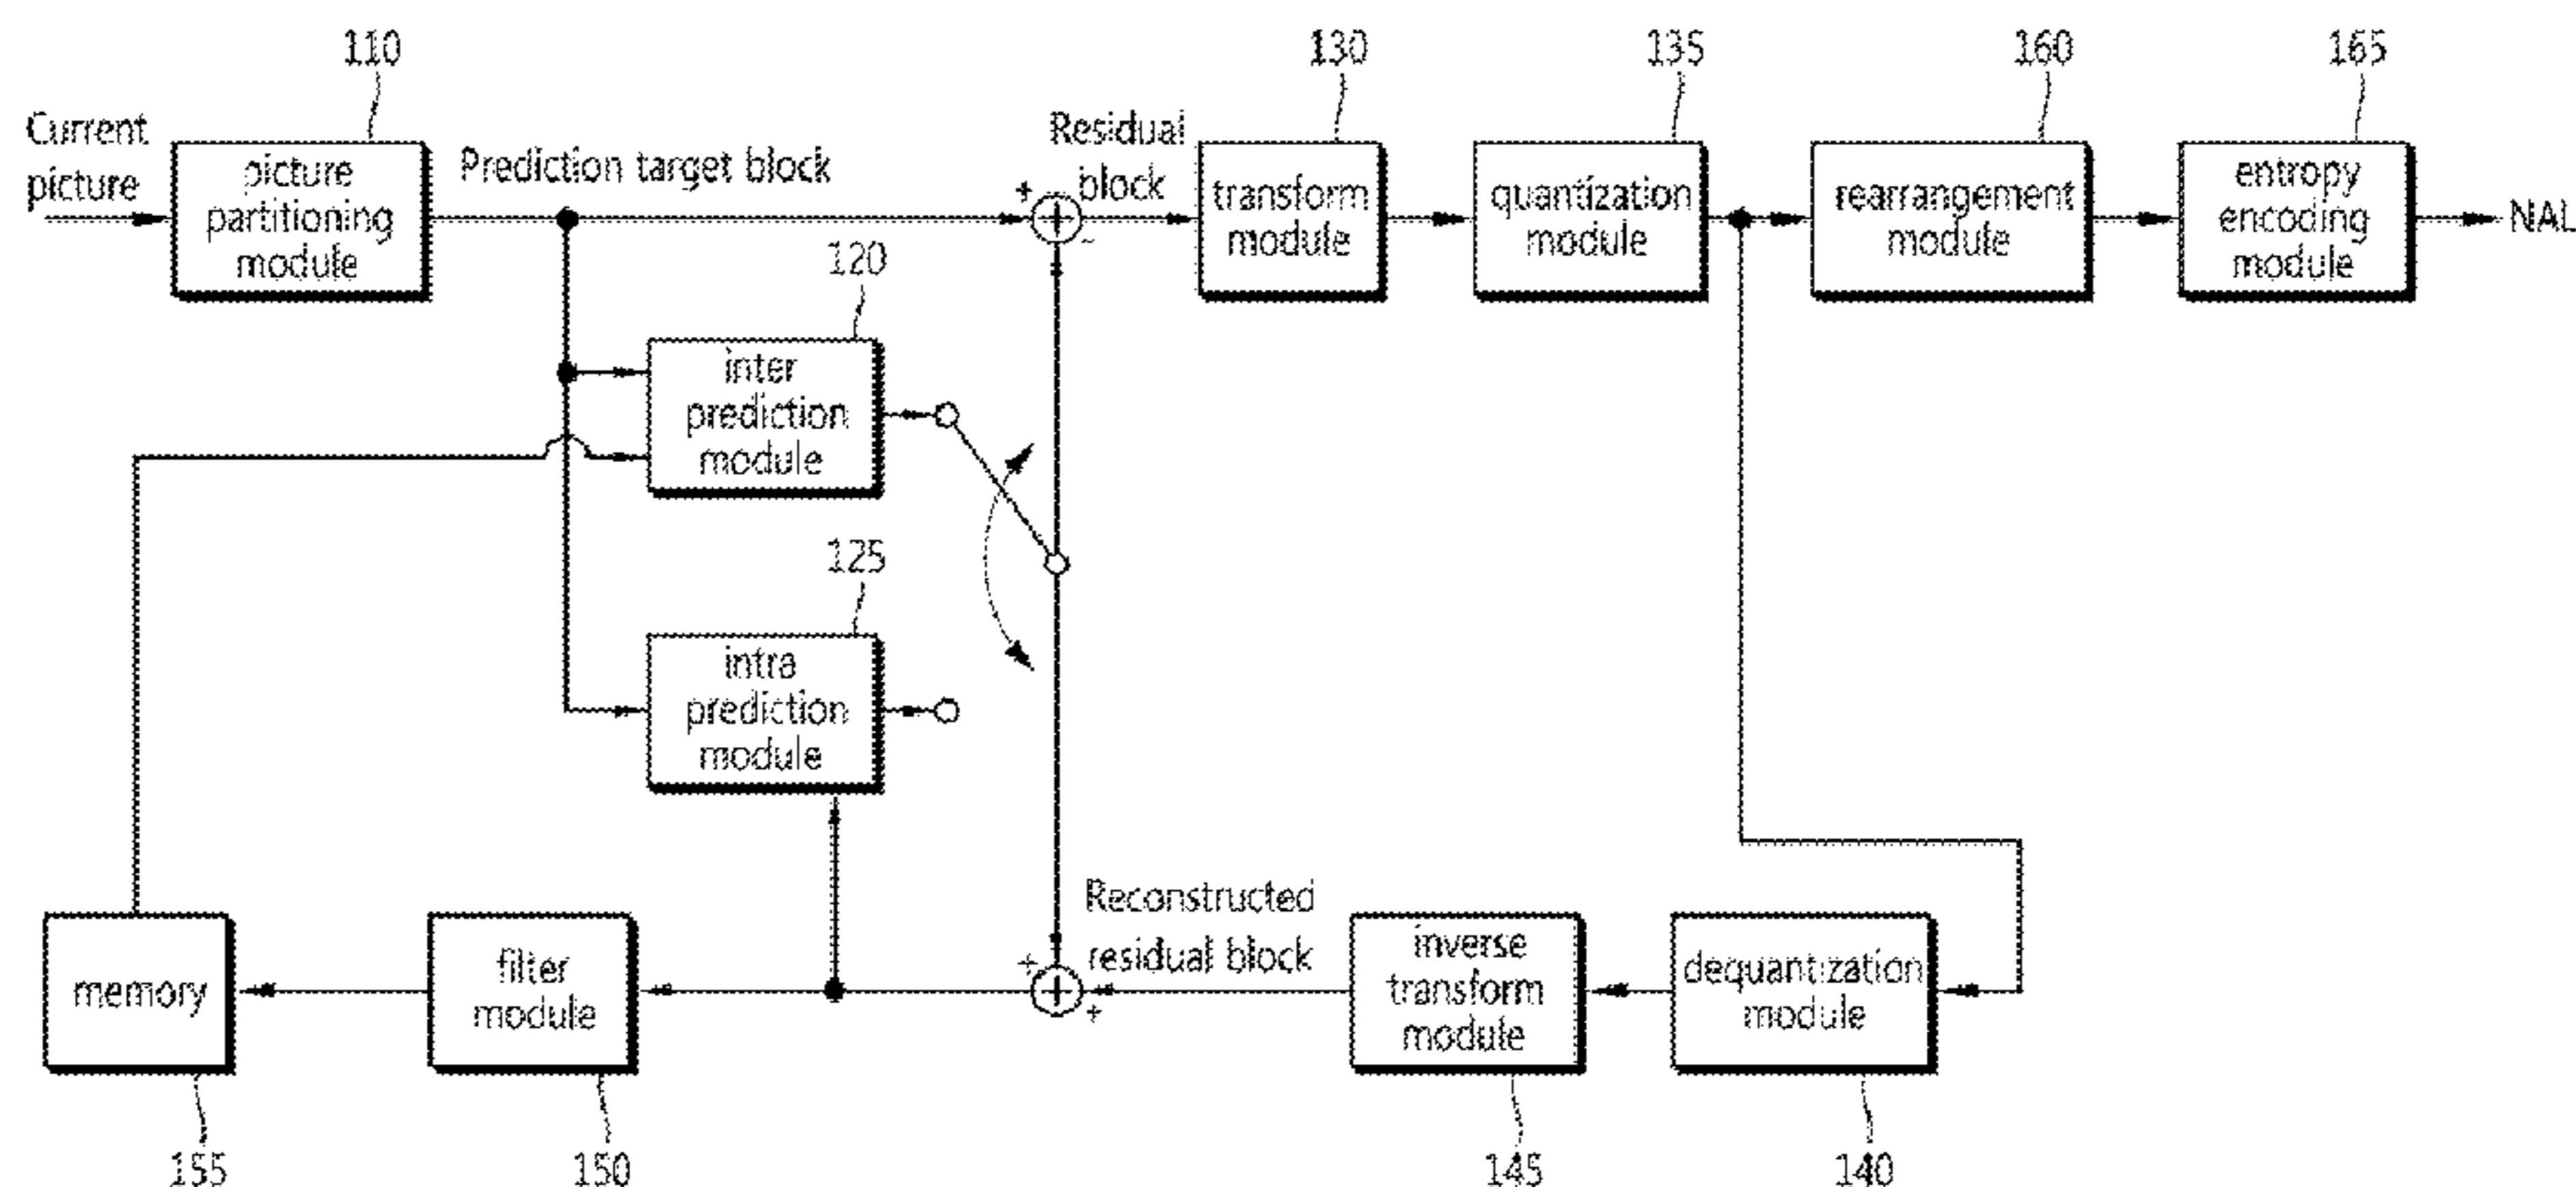 110
130
135
160
165
Current
picture
picture
partitioning
module
Prediction target block
+
-
Residual
block
transform
module
quantization
module
rearrangement
module
entropy
encoding
module
NAL
120
inter
prediction
module
125
intra
prediction
module
memory
filter
module
+
+
Reconstructed
residual block
inverse
transform
module
dequantization
module
155
150
145
140